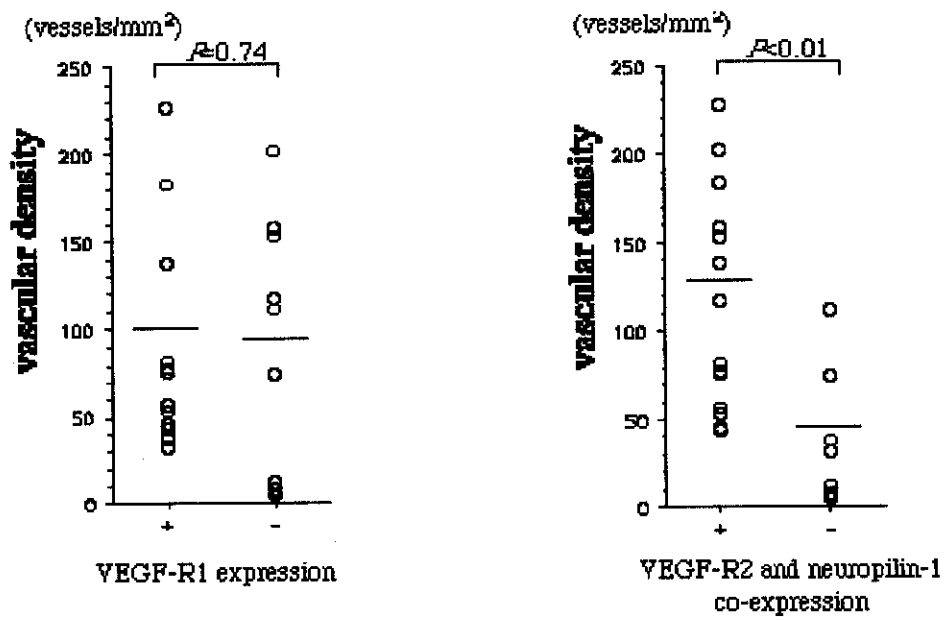 (vessels/mm²)
P=0.74
250
200
150
100
50
0
vascular density
+ -
VEGF-R1 expression
(vessels/mm²)
P<0.01
250
200
150
100
50
0
vascular density
+ -
VEGF-R2 and neuropilin-1
co-expression